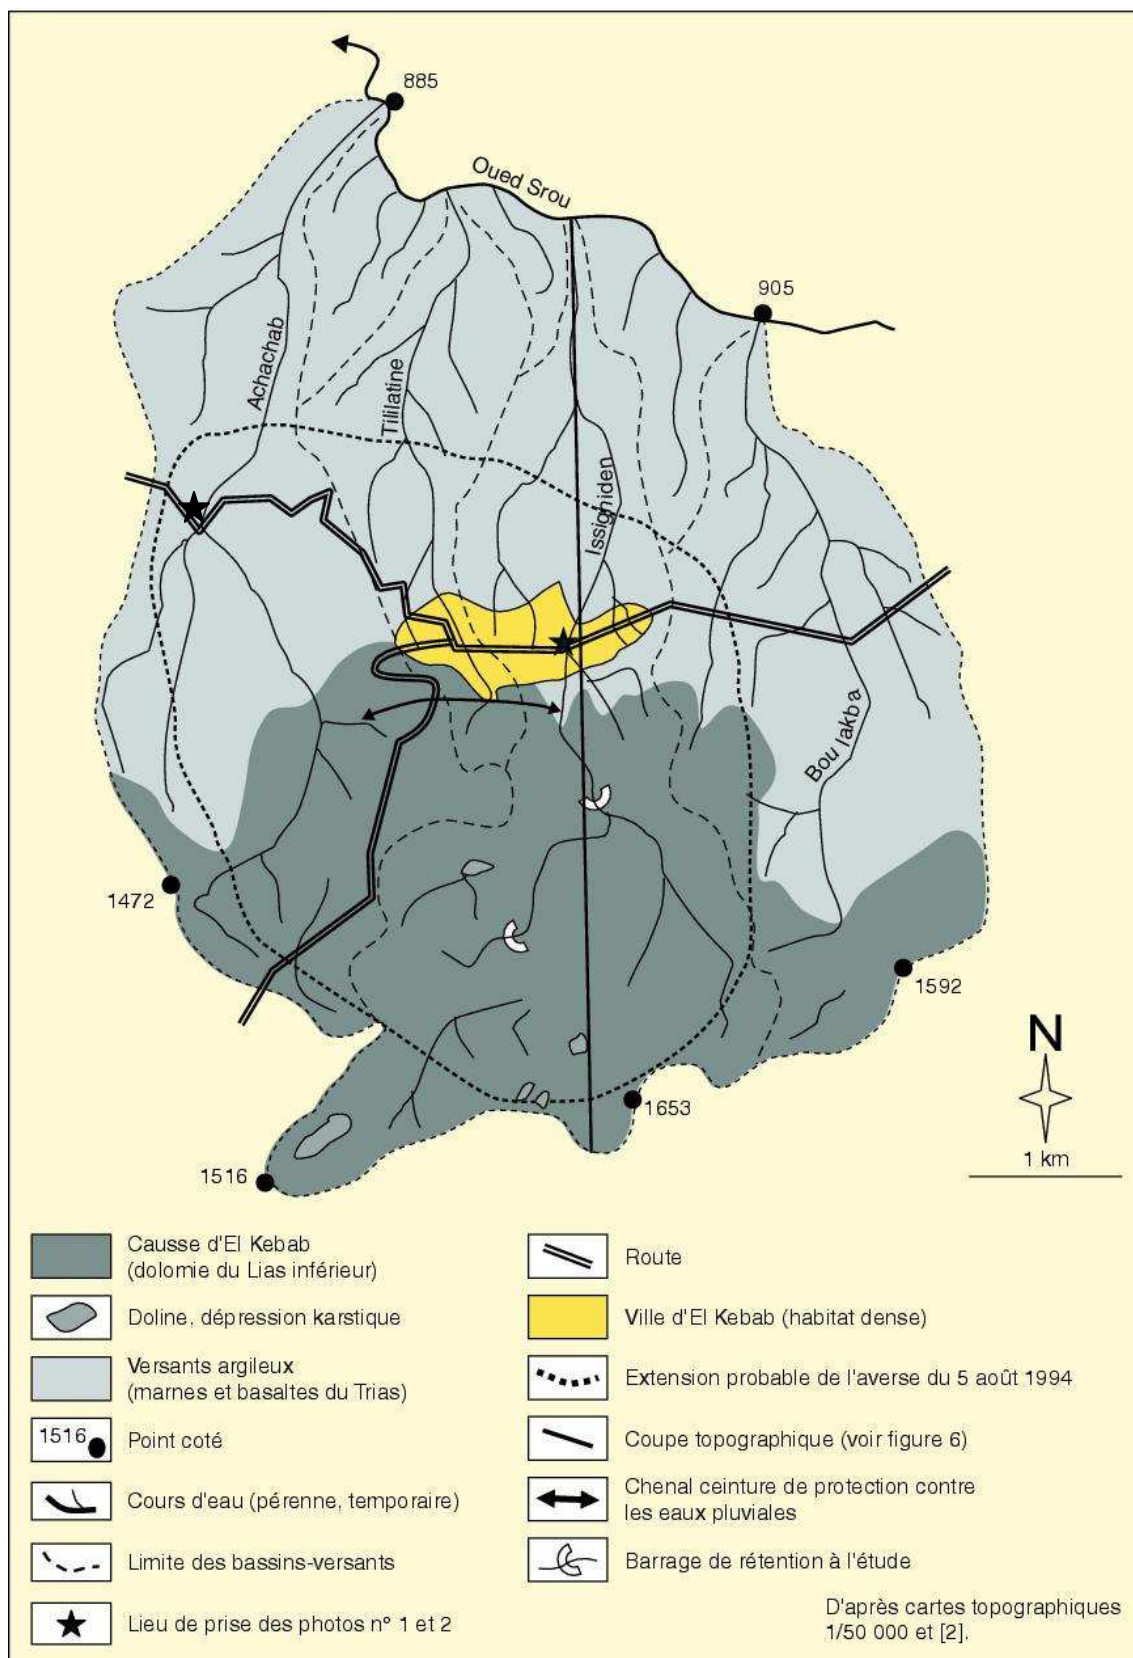 885
Oued Srou
905
Achachab
Tililatine
Issighiden
Bou Iakba
1472
1592
N
1653
1 km
1516
Causse d'El Kebab
(dolomie du Lias inférieur)
Doline, dépression karstique
Versants argileux
(marnes et basaltes du Trias)
1516
Point coté
Cours d'eau (pérenne, temporaire)
Limite des bassins-versants
Lieu de prise des photos n° 1 et 2
Route
Ville d'El Kebab (habitat dense)
Extension probable de l'averse du 5 août 1994
Coupe topographique (voir figure 6)
Chenal ceinture de protection contre
les eaux pluviales
Barrage de rétention à l'étude
D'après cartes topographiques
1/50 000 et [2].